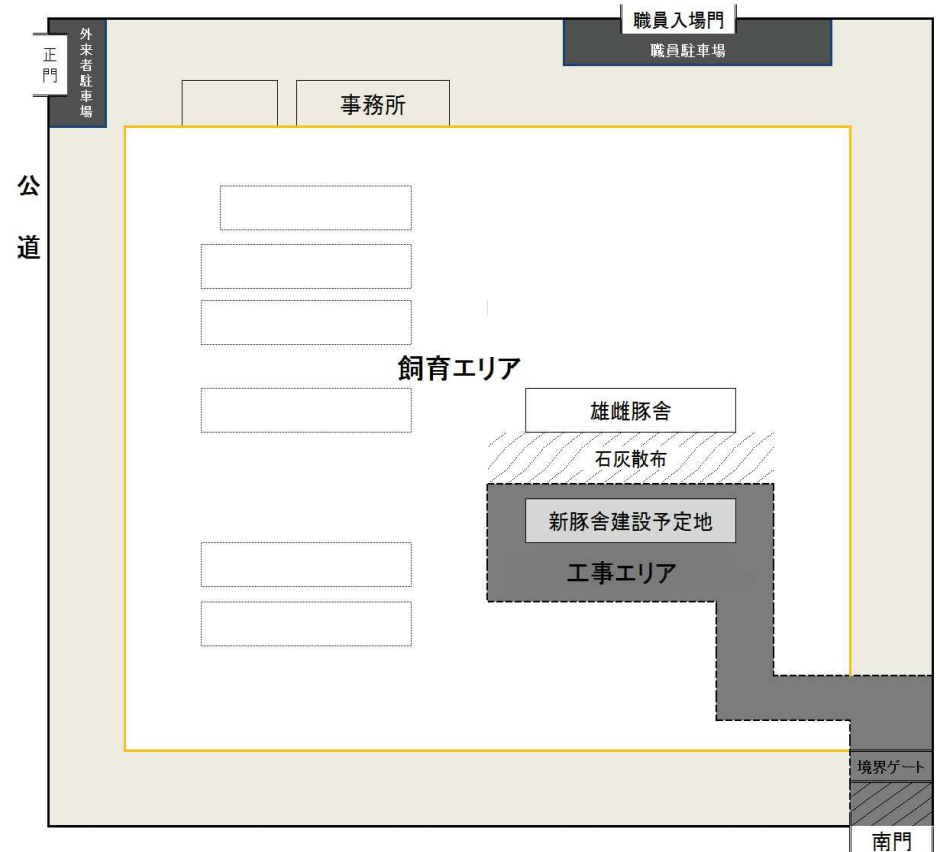 職員入場門
職員駐車場
正門
外来者駐車場
事務所
公道
飼育エリア
雄雌豚舎
石灰散布
新豚舎建設予定地
工事エリア
境界ゲート
南門